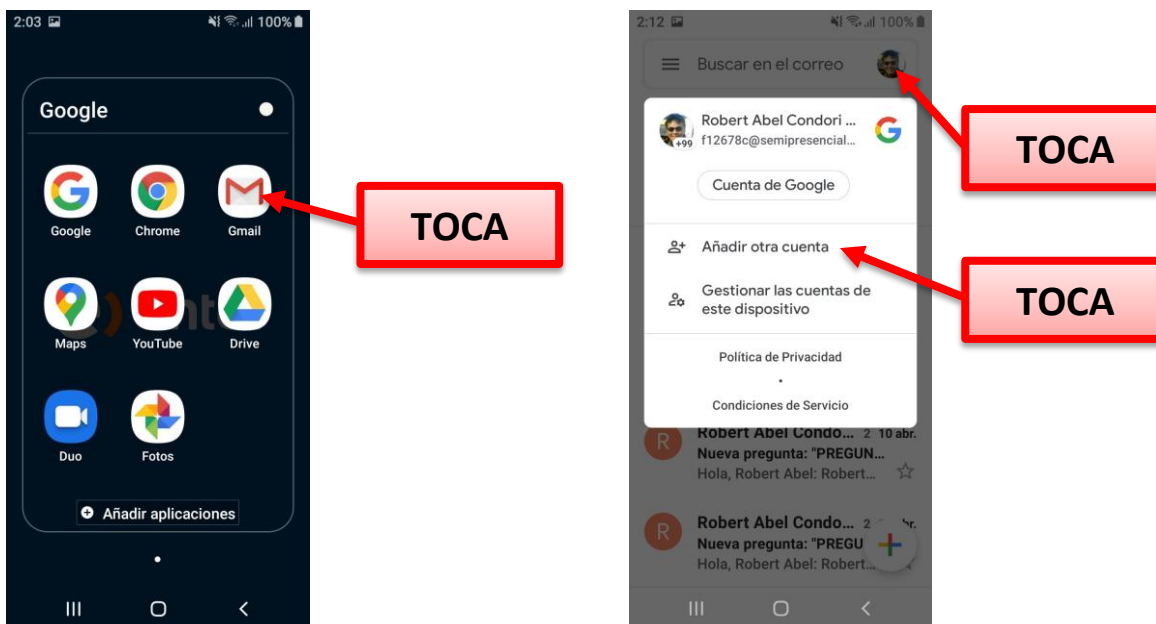 2:03 100%
Google
Google Chrome Gmail
Maps YouTube Drive
Duo Fotos
Añadir aplicaciones
TOCA
2:12 100%
Buscar en el correo
Robert Abel Condori ...
+99 f12678c@semipresencial...
Cuenta de Google
Añadir otra cuenta
Gestionar las cuentas de
este dispositivo
Política de Privacidad
Condiciones de Servicio
R Robert Abel Condo... 2 10 abr.
Nueva pregunta: "PREGUN...
Hola, Robert Abel: Robert...
R Robert Abel Condo... 2
Nueva pregunta: "PREGU
Hola, Robert Abel: Robert...
TOCA
TOCA